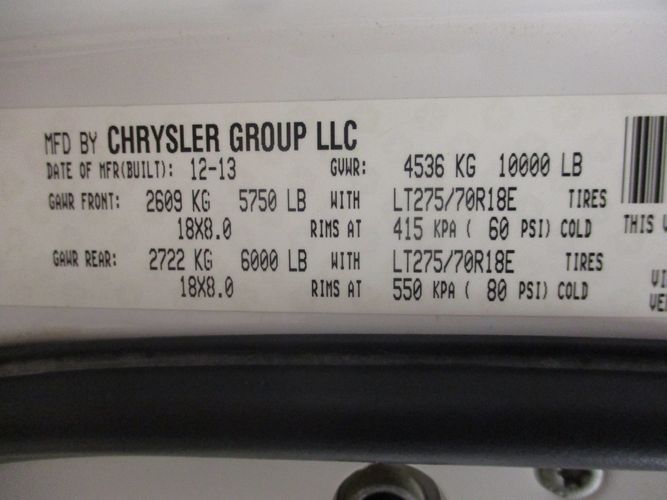 MFD BY CHRYSLER GROUP LLC
DATE OF MFR(BUILT): 12-13 GVWR: 4536 KG 10000 LB
GAWR FRONT: 2609 KG 5750 LB WITH LT275/70R18E TIRES
18X8.0 RIMS AT 415 KPA ( 60 PSI) COLD
GAWR REAR: 2722 KG 6000 LB WITH LT275/70R18E TIRES
18X8.0 RIMS AT 550 KPA ( 80 PSI) COLD
THIS